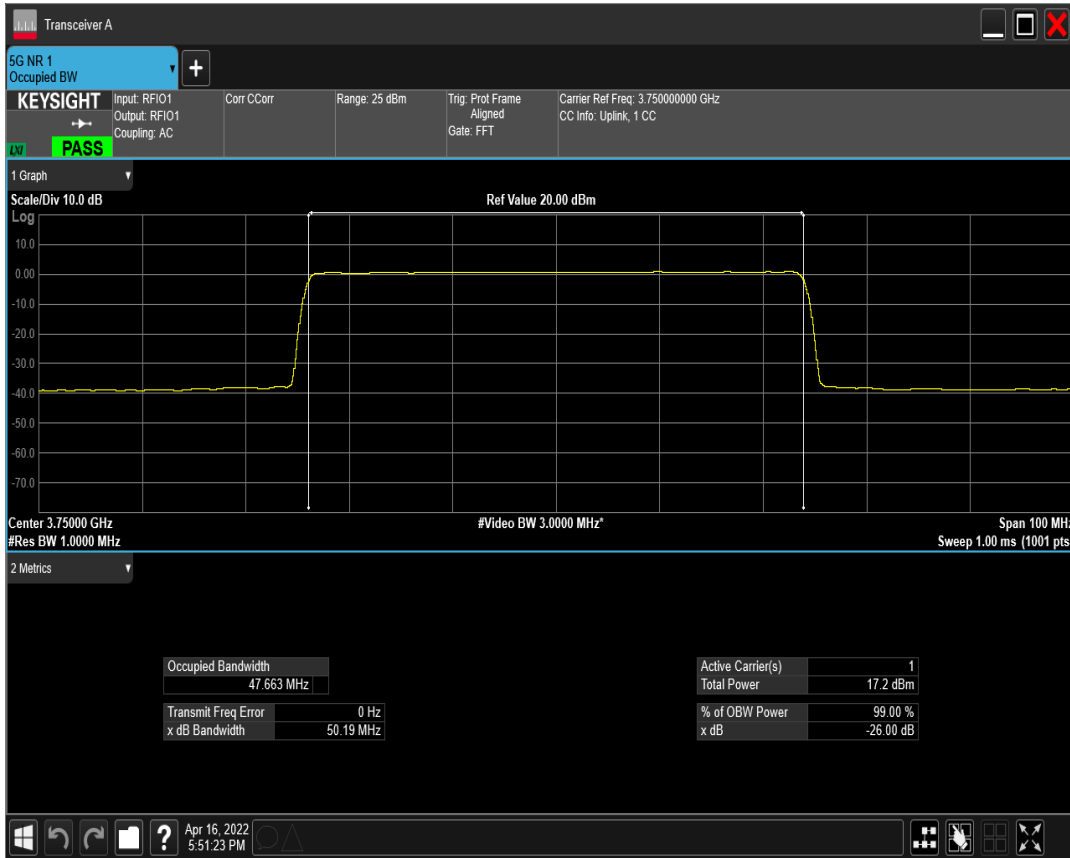 Transceiver A
5G NR 1
Occupied BW
KEYSIGHT
LXI
PASS
Input: RFIO1
Output: RFIO1
Coupling: AC
Corr CCorr
Range: 25 dBm
Trig: Prot Frame
Aligned
Gate: FFT
Carrier Ref Freq: 3.750000000 GHz
CC Info: Uplink, 1 CC
1 Graph
Scale/Div 10.0 dB
Ref Value 20.00 dBm
Log
10.0
0.00
-10.0
-20.0
-30.0
-40.0
-50.0
-60.0
-70.0
Center 3.75000 GHz
#Video BW 3.0000 MHz*
Span 100 MHz
#Res BW 1.0000 MHz
Sweep 1.00 ms (1001 pts
2 Metrics
Occupied Bandwidth
47.663 MHz
Transmit Freq Error 0 Hz
x dB Bandwidth 50.19 MHz
Active Carrier(s) 1
Total Power 17.2 dBm
% of OBW Power 99.00 %
x dB -26.00 dB
?
Apr 16, 2022
5:51:23 PM